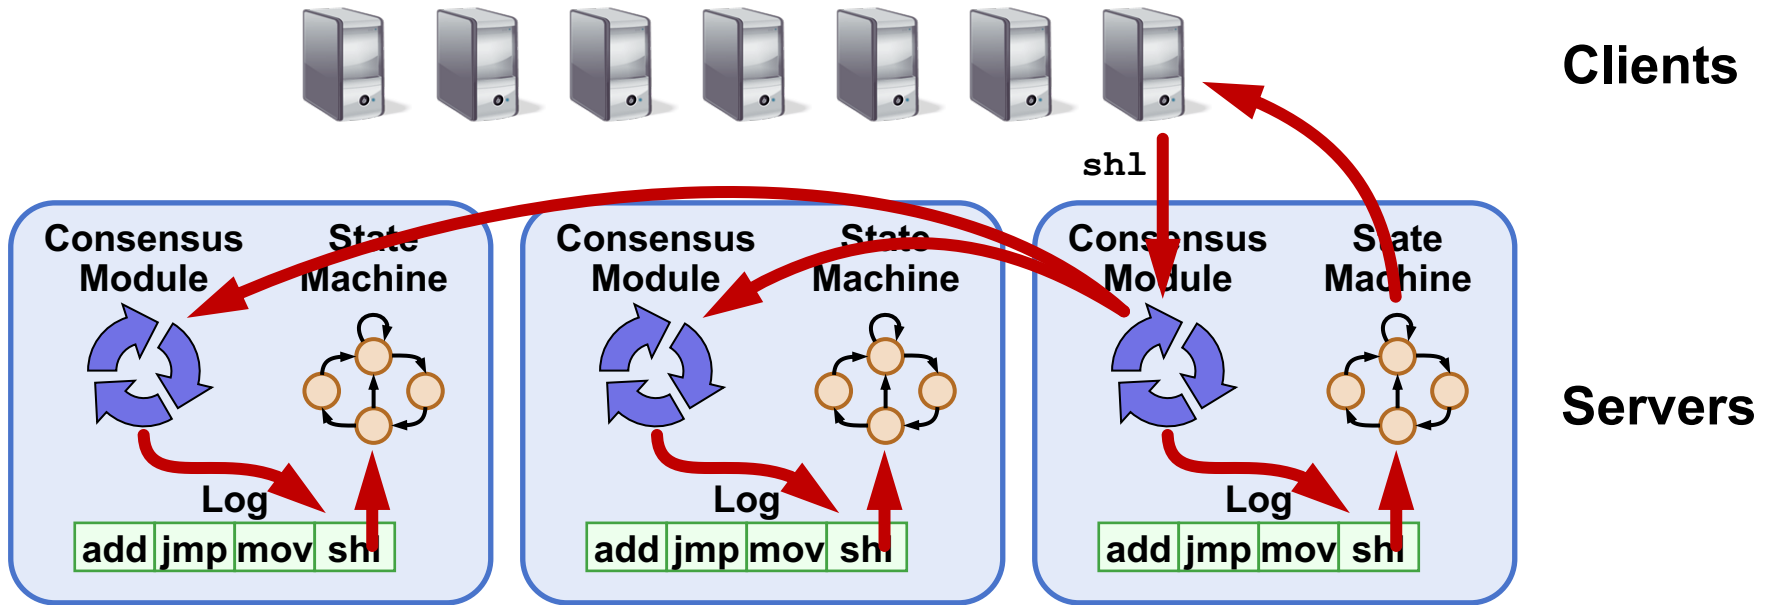 Clients
shl
Consensus
Module
State
Machine
Consensus
Module
State
Machine
Consensus
Module
State
Machine
Servers
Log
add jmp mov shl
Log
add jmp mov shl
Log
add jmp mov shl